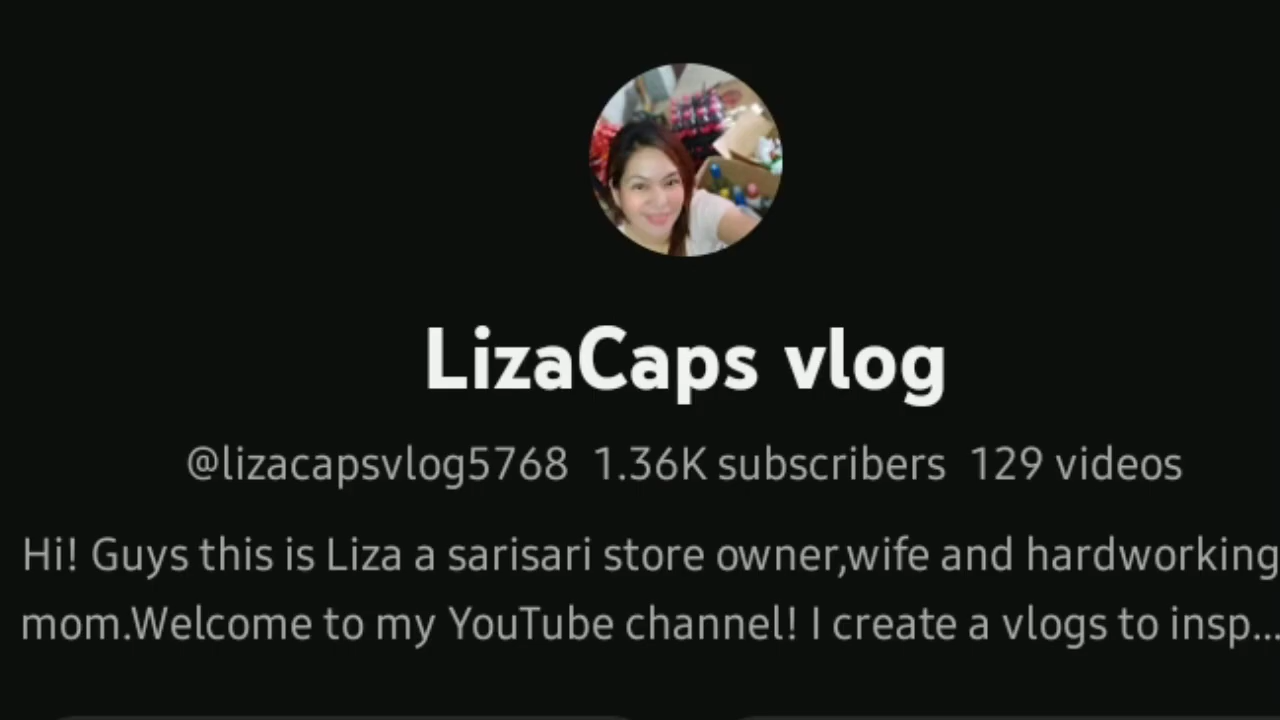 LizaCaps vlog
@lizacapsvlog5768 1.36K subscribers 129 videos
Hi! Guys this is Liza a sarisari store owner,wife and hardworking
mom.Welcome to my YouTube channel! I create a vlogs to insp...